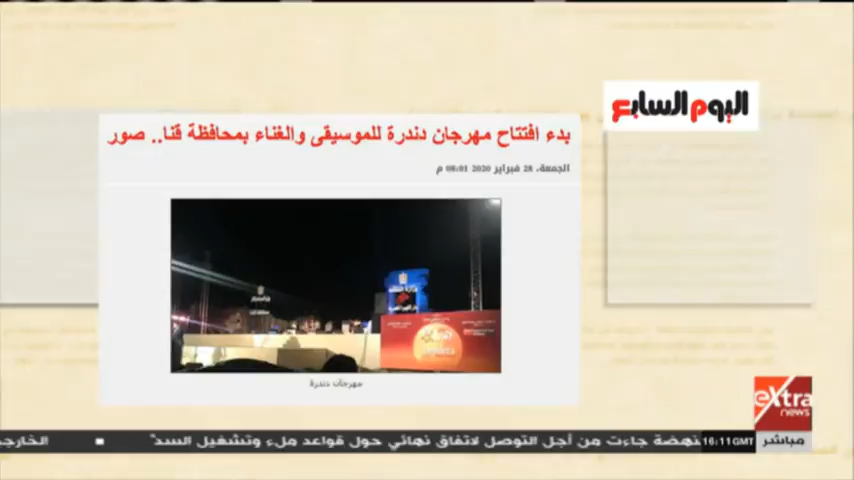 اليوم السابع
بدء افتتاح مهرجان دندرة للموسيقى والغناء بمحافظة قنا.. صور
الجمعة، 28 فبراير 2020 08:01 م
مهرجان دندرة
eXtra
news
مباشر
16:11 GMT
نهضة جاءت من أجل التوصل لاتفاق نهائي حول قواعد ملء وتشغيل السد" ■ الخارج